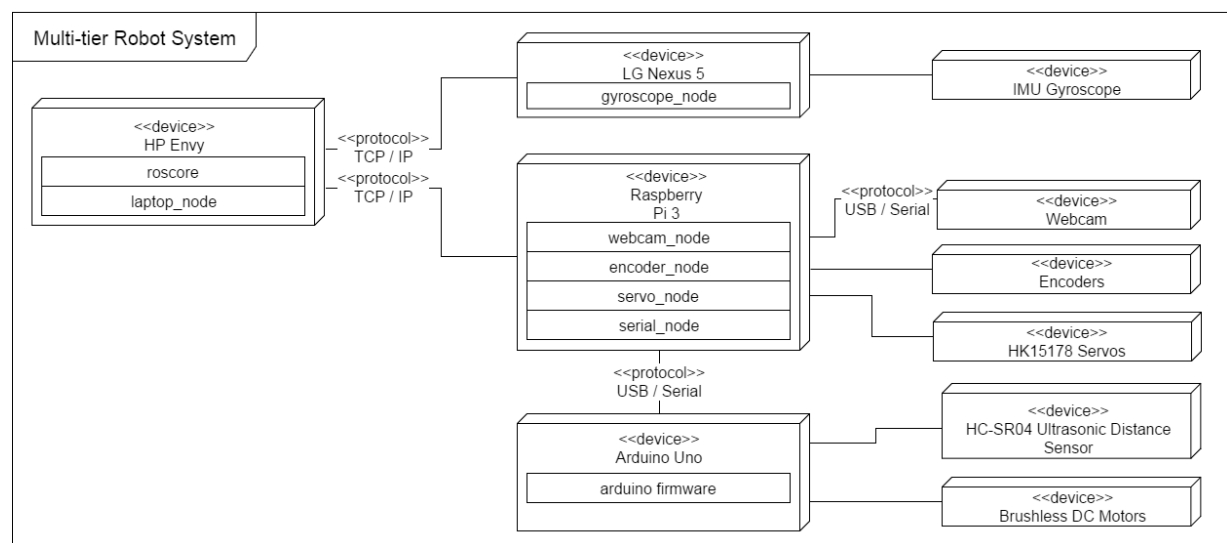 Multi-tier Robot System
<<device>>
HP Envy
roscore
laptop_node
<<protocol>>
TCP / IP
<<protocol>>
TCP / IP
<<device>>
LG Nexus 5
gyroscope_node
<<device>>
IMU Gyroscope
<<device>>
Raspberry
Pi 3
webcam_node
encoder_node
servo_node
serial_node
<<protocol>>
USB / Serial
<<device>>
Webcam
<<device>>
Encoders
<<device>>
HK15178 Servos
<<protocol>>
USB / Serial
<<device>>
Arduino Uno
arduino firmware
<<device>>
HC-SR04 Ultrasonic Distance
Sensor
<<device>>
Brushless DC Motors